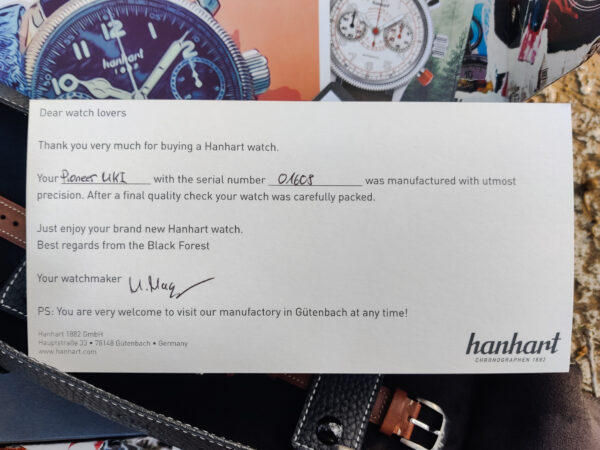 hanhart
1882
Dear watch lovers
Thank you very much for buying a Hanhart watch.
Your Pioneer MKI with the serial number 01608 was manufactured with utmost
precision. After a final quality check your watch was carefully packed.
Just enjoy your brand new Hanhart watch.
Best regards from the Black Forest
Your watchmaker
PS: You are very welcome to visit our manufactory in Gütenbach at any time!
Hanhart 1882 GmbH
Hauptstraße 33 • 78148 Gütenbach • Germany
www.hanhart.com
hanhart
CHRONOGRAPHEN 1882